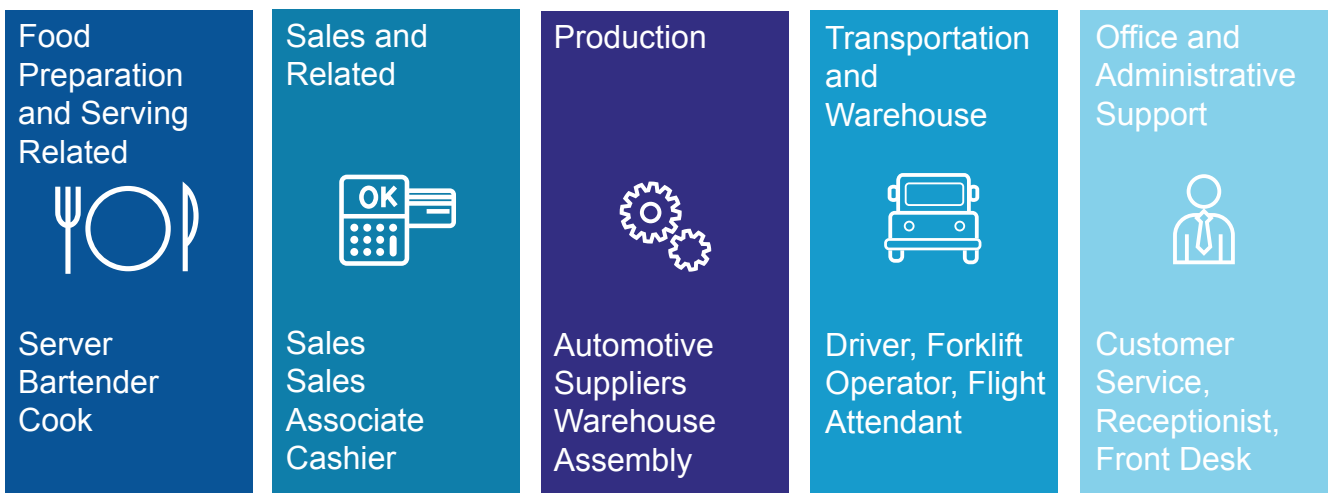 Food
Preparation
and Serving
Related
Server
Bartender
Cook
Sales and
Related
OK
Sales
Sales
Associate
Cashier
Production
Automotive
Suppliers
Warehouse
Assembly
Transportation
and
Warehouse
Driver, Forklift
Operator, Flight
Attendant
Office and
Administrative
Support
Customer
Service,
Receptionist,
Front Desk